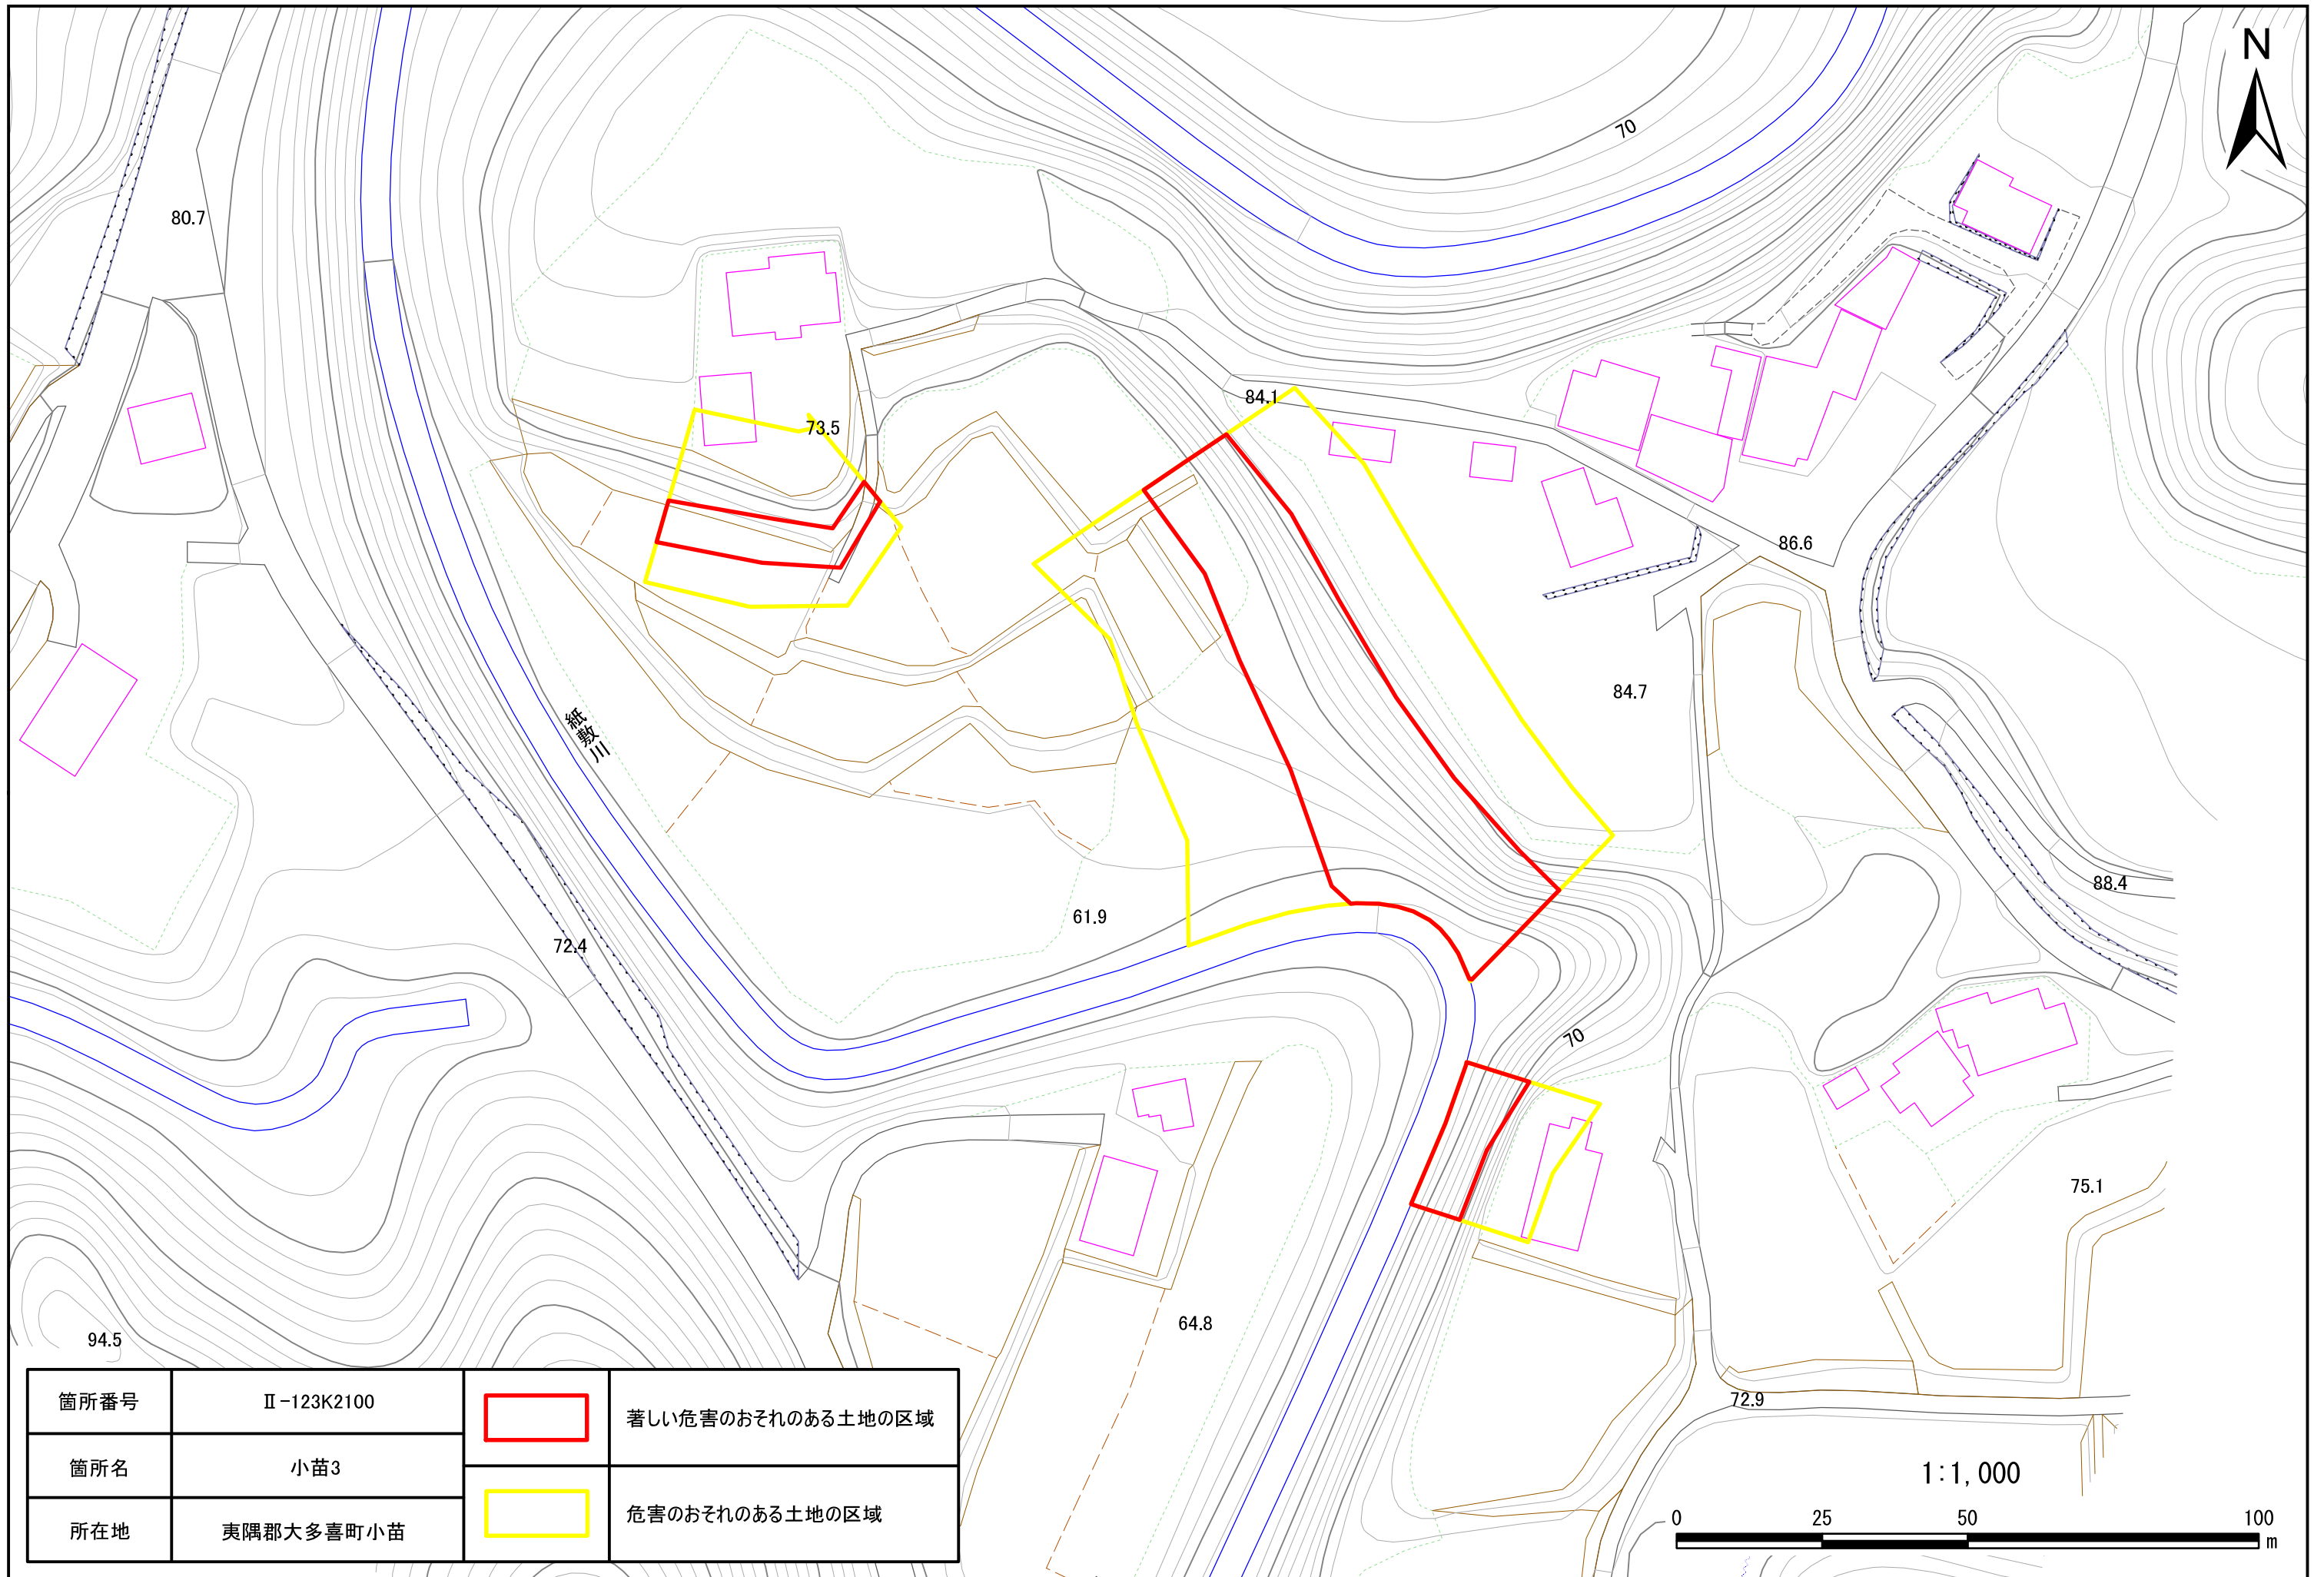 N
70
80.7
84.1
73.5
86.6
84.7
紙敷川
88.4
61.9
72.4
70
75.1
64.8
94.5
72.9
箇所番号 Ⅱ-123K2100
箇所名 小苗3
所在地 夷隅郡大多喜町小苗
著しい危害のおそれのある土地の区域
危害のおそれのある土地の区域
1:1,000
0 25 50 100
m